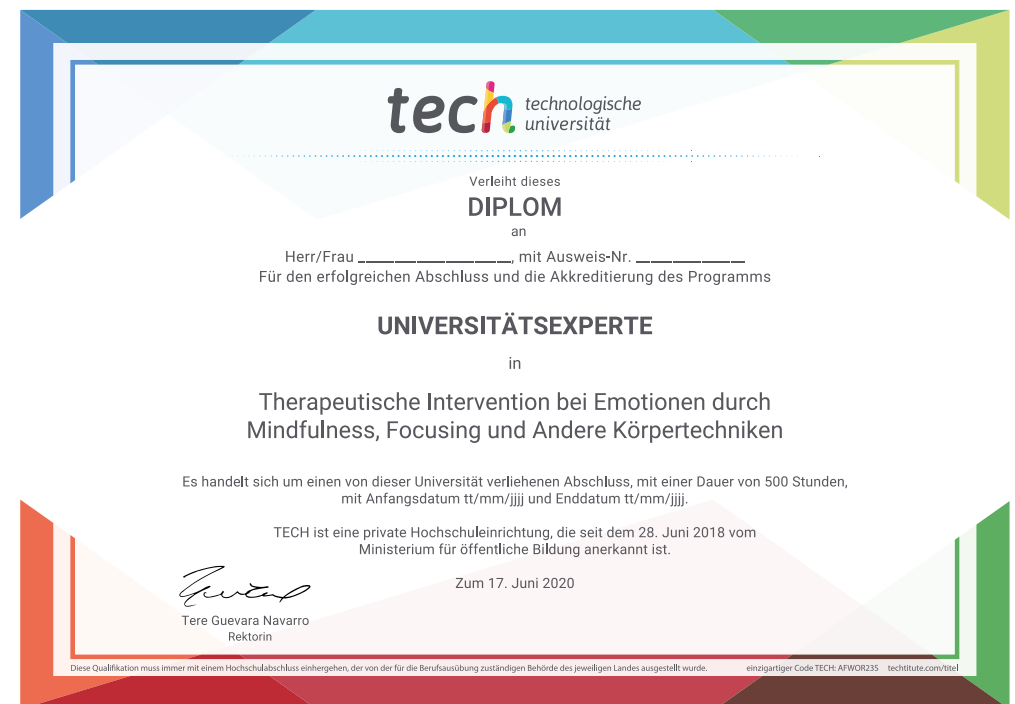 tech technologische
universität
Verleiht dieses
DIPLOM
an
Herr/Frau ____________________, mit Ausweis-Nr. ______________
Für den erfolgreichen Abschluss und die Akkreditierung des Programms
UNIVERSITÄTSEXPERTE
in
Therapeutische Intervention bei Emotionen durch
Mindfulness, Focusing und Andere Körpertechniken
Es handelt sich um einen von dieser Universität verliehenen Abschluss, mit einer Dauer von 500 Stunden,
mit Anfangsdatum tt/mm/jjjj und Enddatum tt/mm/jjjj.
TECH ist eine private Hochschuleinrichtung, die seit dem 28. Juni 2018 vom
Ministerium für öffentliche Bildung anerkannt ist.
Zum 17. Juni 2020
Tere Guevara Navarro
Rektorin
Diese Qualifikation muss immer mit einem Hochschulabschluss einhergehen, der von der für die Berufsausübung zuständigen Behörde des jeweiligen Landes ausgestellt wurde. einzigartiger Code TECH: AFWOR23S techtitute.com/titel